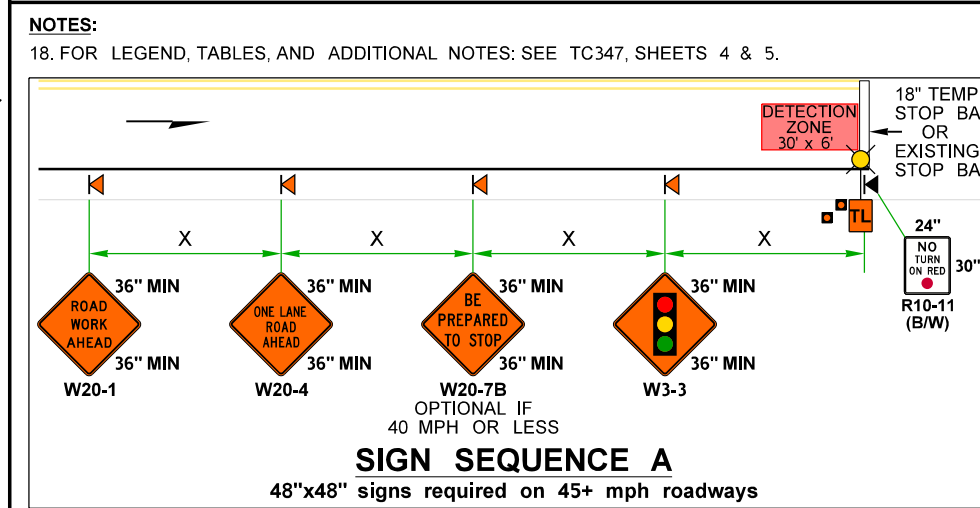 NOTES:
18. FOR LEGEND, TABLES, AND ADDITIONAL NOTES: SEE TC347, SHEETS 4 & 5.
DETECTION
ZONE
30' x 6'
18" TEMP
STOP BA
OR
EXISTING
STOP BA
TL
X
X
X
X
24"
NO
TURN
ON RED
30"
R10-11
(B/W)
36" MIN
ROAD
WORK
AHEAD
36" MIN
W20-1
36" MIN
ONE LANE
ROAD
AHEAD
36" MIN
W20-4
36" MIN
BE
PREPARED
TO STOP
36" MIN
W20-7B
OPTIONAL IF
40 MPH OR LESS
36" MIN
36" MIN
W3-3
SIGN SEQUENCE A
48"x48" signs required on 45+ mph roadways